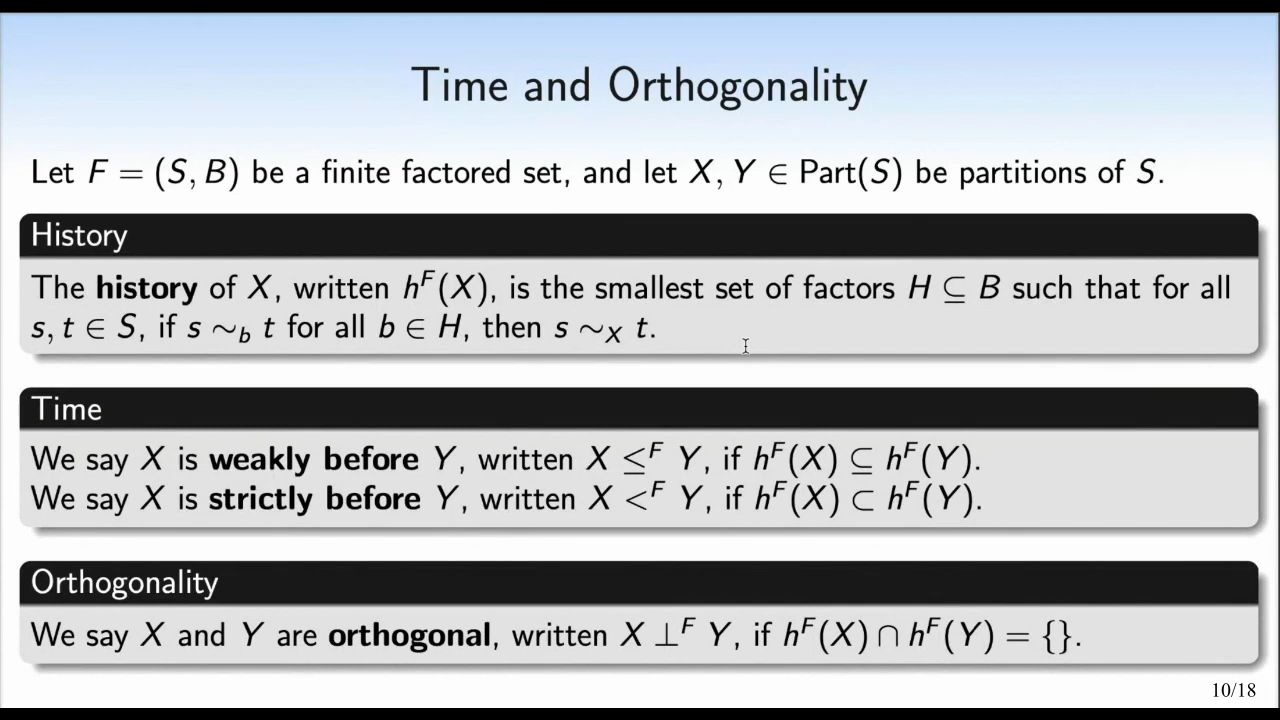 Time and Orthogonality
Let F = (S, B) be a finite factored set, and let X, Y ∈ Part(S) be partitions of S.
History
The history of X, written h^F(X), is the smallest set of factors H ⊆ B such that for all
s, t ∈ S, if s ∼_b t for all b ∈ H, then s ∼_X t.
Time
We say X is weakly before Y, written X ≤^F Y, if h^F(X) ⊆ h^F(Y).
We say X is strictly before Y, written X <^F Y, if h^F(X) ⊂ h^F(Y).
Orthogonality
We say X and Y are orthogonal, written X ⊥^F Y, if h^F(X) ∩ h^F(Y) = {}.
10/18